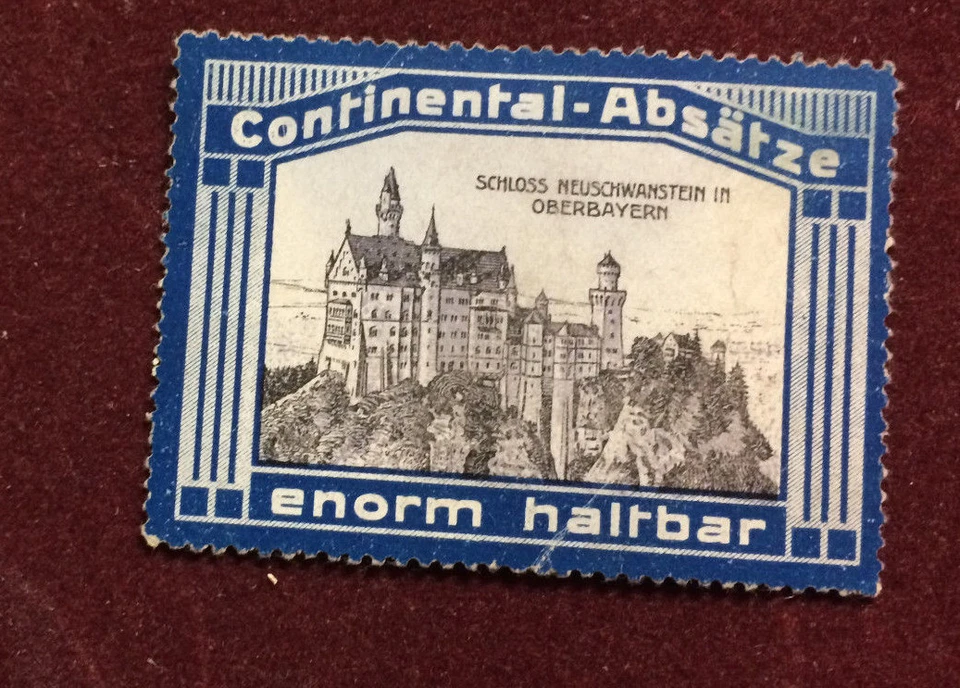 Continental-Absätze
SCHLOSS NEUSCHWANSTEIN IN
OBERBAYERN
enorm haltbar